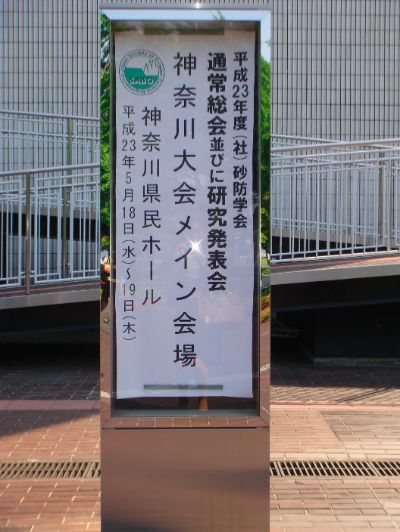 平成23年度(社)砂防学会
通常総会並びに研究発表会
神奈川大会メイン会場
神奈川県民ホール
平成23年5月18日(水)~19日(木)